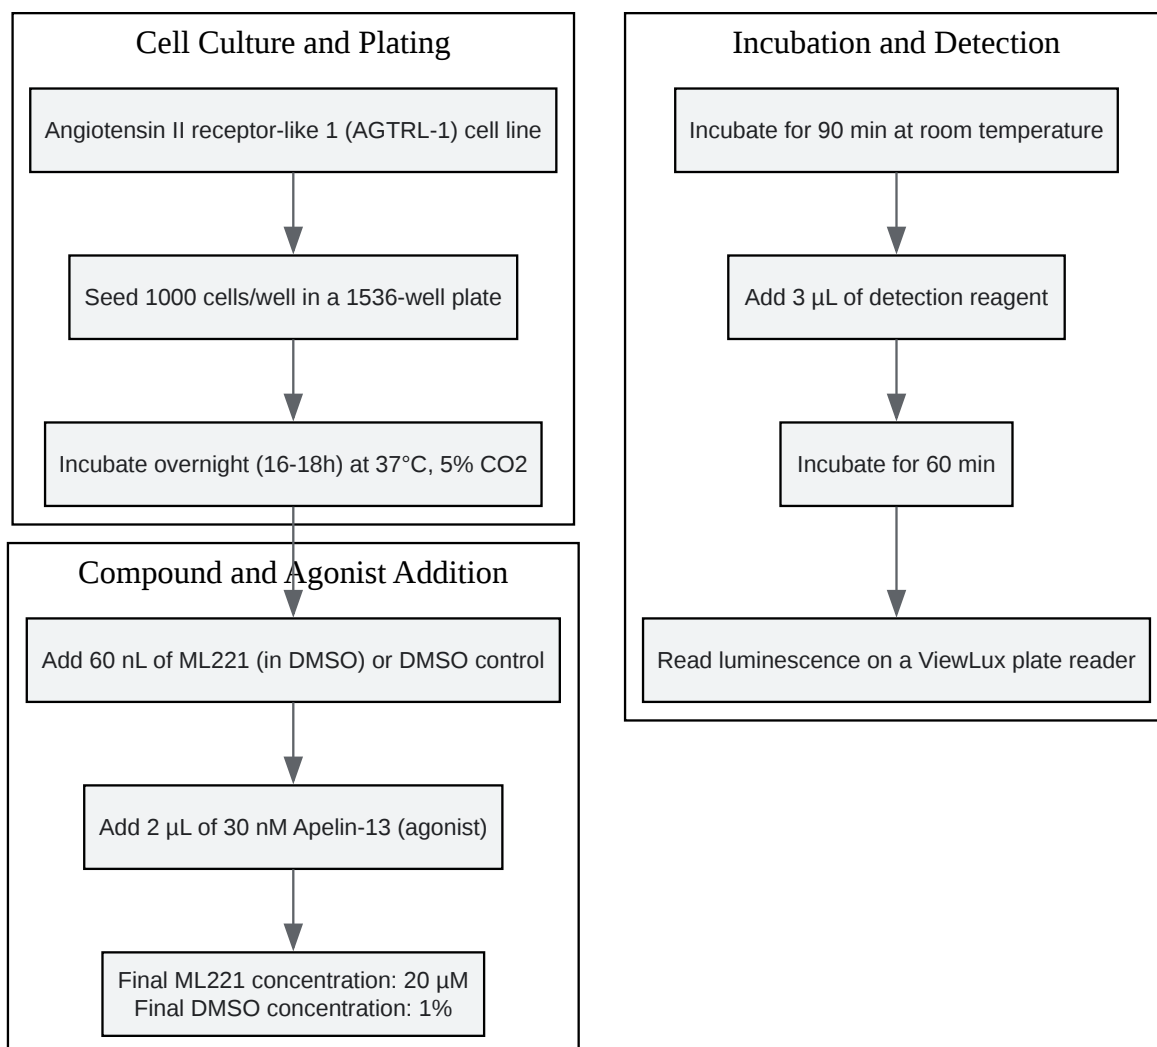 Cell Culture and Plating
Angiotensin II receptor-like 1 (AGTRL-1) cell line
Seed 1000 cells/well in a 1536-well plate
Incubate overnight (16-18h) at 37°C, 5% CO2
Compound and Agonist Addition
Add 60 nL of ML221 (in DMSO) or DMSO control
Add 2 µL of 30 nM Apelin-13 (agonist)
Final ML221 concentration: 20 µM
Final DMSO concentration: 1%
Incubation and Detection
Incubate for 90 min at room temperature
Add 3 µL of detection reagent
Incubate for 60 min
Read luminescence on a ViewLux plate reader